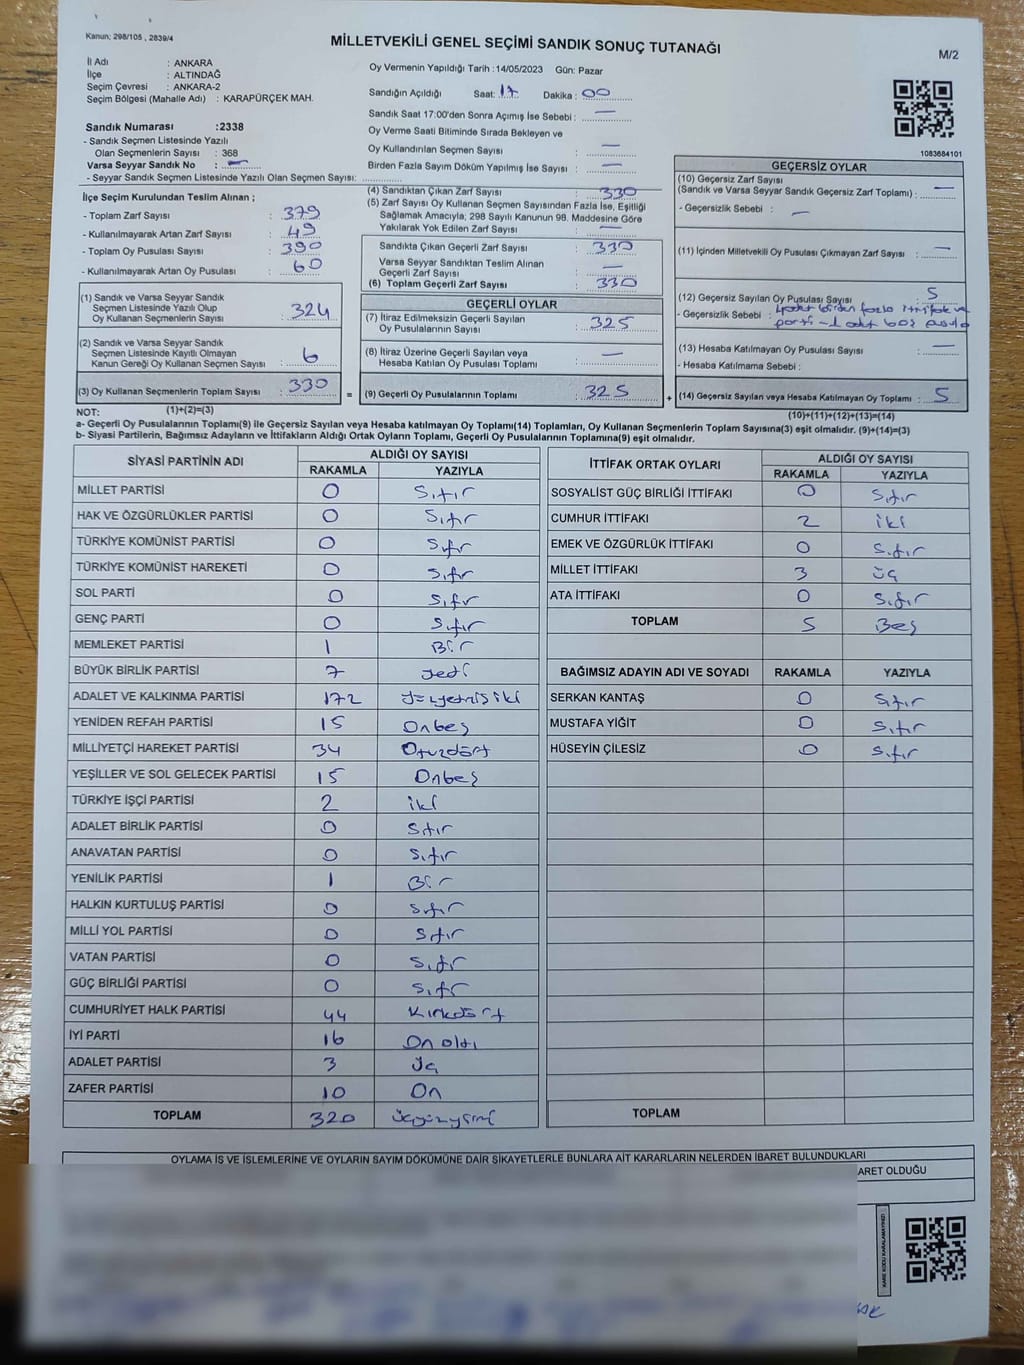 Kanun: 298/105 , 2839/4
MİLLETVEKİLİ GENEL SEÇİMİ SANDIK SONUÇ TUTANAĞI
M/2
İl Adı : ANKARA
İlçe : ALTINDAĞ
Seçim Çevresi : ANKARA-2
Seçim Bölgesi (Mahalle Adı) : KARAPÜRÇEK MAH.
Oy Vermenin Yapıldığı Tarih :14/05/2023 Gün: Pazar
Sandığın Açıldığı Saat: 17 Dakika : 00
Sandık Saat 17:00'den Sonra Açımış İse Sebebi : —
Oy Verme Saati Bitiminde Sırada Bekleyen ve
Oy Kullandırılan Seçmen Sayısı : —
Birden Fazla Sayım Döküm Yapılmış İse Sayısı : —
Sandık Numarası :2338
- Sandık Seçmen Listesinde Yazılı
Olan Seçmenlerin Sayısı : 368
Varsa Seyyar Sandık No : —
- Seyyar Sandık Seçmen Listesinde Yazılı Olan Seçmen Sayısı:
1083684101
İlçe Seçim Kurulundan Teslim Alınan ;
- Toplam Zarf Sayısı : 379
- Kullanılmayarak Artan Zarf Sayısı : 49
- Toplam Oy Pusulası Sayısı : 390
- Kullanılmayarak Artan Oy Pusulası : 60
(1) Sandık ve Varsa Seyyar Sandık
Seçmen Listesinde Yazılı Olup
Oy Kullanan Seçmenlerin Sayısı : 324
(2) Sandık ve Varsa Seyyar Sandık
Seçmen Listesinde Kayıtlı Olmayan
Kanun Gereği Oy Kullanan Seçmen Sayısı : 6
(3) Oy Kullanan Seçmenlerin Toplam Sayısı : 330
(1)+(2)=(3)
(4) Sandıktan Çıkan Zarf Sayısı : 330
(5) Zarf Sayısı Oy Kullanan Seçmen Sayısından Fazla İse, Eşitliği
Sağlamak Amacıyla, 298 Sayılı Kanunun 98. Maddesine Göre
Yakılarak Yok Edilen Zarf Sayısı : —
Sandıkta Çıkan Geçerli Zarf Sayısı : 330
Varsa Seyyar Sandıktan Teslim Alınan
Geçerli Zarf Sayısı : —
(6) Toplam Geçerli Zarf Sayısı : 330
GEÇERLİ OYLAR
(7) İtiraz Edilmeksizin Geçerli Sayılan
Oy Pusulalarının Sayısı : 325
(8) İtiraz Üzerine Geçerli Sayılan veya
Hesaba Katılan Oy Pusulası Toplamı : —
= (9) Geçerli Oy Pusulalarının Toplamı : 325 +
GEÇERSİZ OYLAR
(10) Geçersiz Zarf Sayısı
(Sandık ve Varsa Seyyar Sandık Geçersiz Zarf Toplamı) : —
- Geçersizlik Sebebi : —
(11) İçinden Milletvekili Oy Pusulası Çıkmayan Zarf Sayısı : —
(12) Geçersiz Sayılan Oy Pusulası Sayısı : 5
- Geçersizlik Sebebi : 4 adet birden fazla ittifak ve
parti - 1 adet boş pusula
(13) Hesaba Katılmayan Oy Pusulası Sayısı : —
- Hesaba Katılmama Sebebi :
(14) Geçersiz Sayılan veya Hesaba Katılmayan Oy Toplamı : 5
(10)+(11)+(12)+(13)=(14)
NOT:
a- Geçerli Oy Pusulalarının Toplamı(9) ile Geçersiz Sayılan veya Hesaba katılmayan Oy Toplamı(14) Toplamları, Oy Kullanan Seçmenlerin Toplam Sayısına(3) eşit olmalıdır. (9)+(14)=(3)
b- Siyasi Partilerin, Bağımsız Adayların ve İttifakların Aldığı Ortak Oyların Toplamı, Geçerli Oy Pusulalarının Toplamına(9) eşit olmalıdır.
SİYASİ PARTİNİN ADI ALDIĞI OY SAYISI
RAKAMLA YAZIYLA
MİLLET PARTİSİ 0 Sıfır
HAK VE ÖZGÜRLÜKLER PARTİSİ 0 Sıfır
TÜRKİYE KOMÜNİST PARTİSİ 0 Sıfır
TÜRKİYE KOMÜNİST HAREKETİ 0 Sıfır
SOL PARTİ 0 Sıfır
GENÇ PARTİ 0 Sıfır
MEMLEKET PARTİSİ 1 Bir
BÜYÜK BİRLİK PARTİSİ 7 Yedi
ADALET VE KALKINMA PARTİSİ 172 Yüzyetmişiki
YENİDEN REFAH PARTİSİ 15 Onbeş
MİLLİYETÇİ HAREKET PARTİSİ 34 Otuzdört
YEŞİLLER VE SOL GELECEK PARTİSİ 15 Onbeş
TÜRKİYE İŞÇİ PARTİSİ 2 iki
ADALET BİRLİK PARTİSİ 0 Sıfır
ANAVATAN PARTİSİ 0 Sıfır
YENİLİK PARTİSİ 1 Bir
HALKIN KURTULUŞ PARTİSİ 0 Sıfır
MİLLİ YOL PARTİSİ 0 Sıfır
VATAN PARTİSİ 0 Sıfır
GÜÇ BİRLİĞİ PARTİSİ 0 Sıfır
CUMHURİYET HALK PARTİSİ 44 Kırkdört
İYİ PARTİ 16 On altı
ADALET PARTİSİ 3 Üç
ZAFER PARTİSİ 10 On
TOPLAM 320 Üçyüzyirmi
İTTİFAK ORTAK OYLARI ALDIĞI OY SAYISI
RAKAMLA YAZIYLA
SOSYALİST GÜÇ BİRLİĞİ İTTİFAKI 0 Sıfır
CUMHUR İTTİFAKI 2 iki
EMEK VE ÖZGÜRLÜK İTTİFAKI 0 Sıfır
MİLLET İTTİFAKI 3 üç
ATA İTTİFAKI 0 Sıfır
TOPLAM 5 Beş
BAĞIMSIZ ADAYIN ADI VE SOYADI RAKAMLA YAZIYLA
SERKAN KANTAŞ 0 Sıfır
MUSTAFA YİĞİT 0 Sıfır
HÜSEYİN ÇİLESİZ 0 Sıfır
TOPLAM
OYLAMA İŞ VE İŞLEMLERİNE VE OYLARIN SAYIM DÖKÜMÜNE DAİR ŞİKAYETLERLE BUNLARA AİT KARARLARIN NELERDEN İBARET BULUNDUKLARI
ARET OLDUĞU
KARE KODU KARALAMAYINIZ!